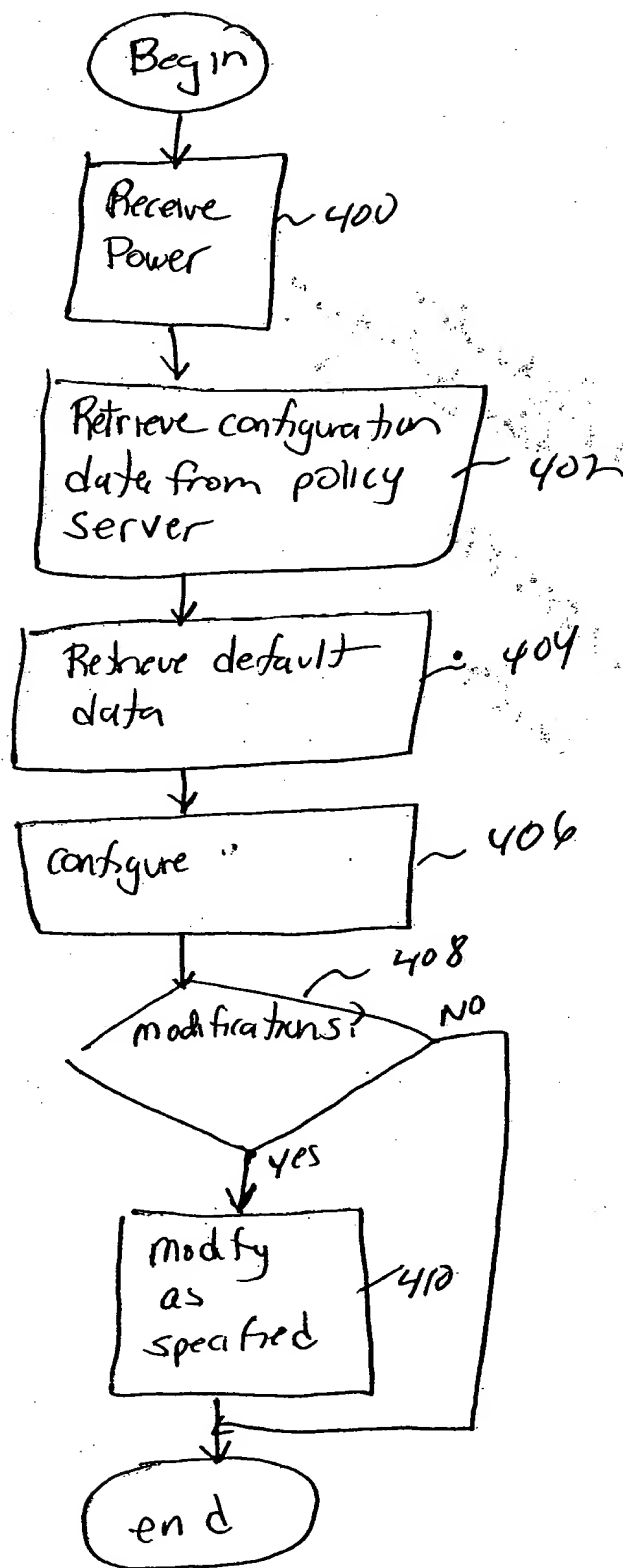 Begin
Receive
Power
400
Retrieve configuration
data from policy
server
402
Retrieve default
data
404
configure
406
408
modifications?
NO
yes
modify
as
specified
410
end